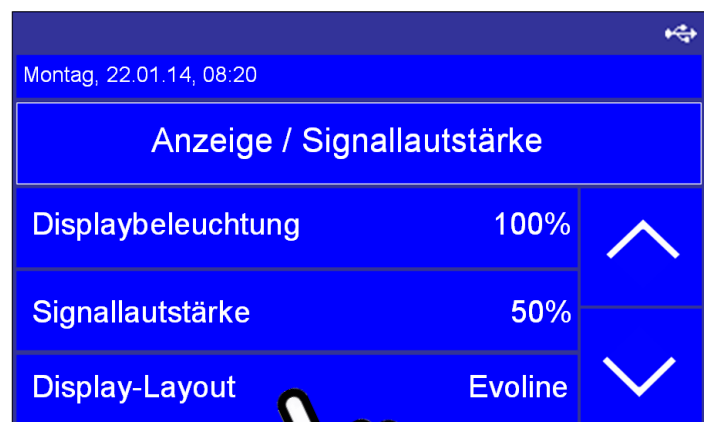 Montag, 22.01.14, 08:20
Anzeige / Signallautstärke
Displaybeleuchtung 100%
Signallautstärke 50%
Display-Layout Evoline